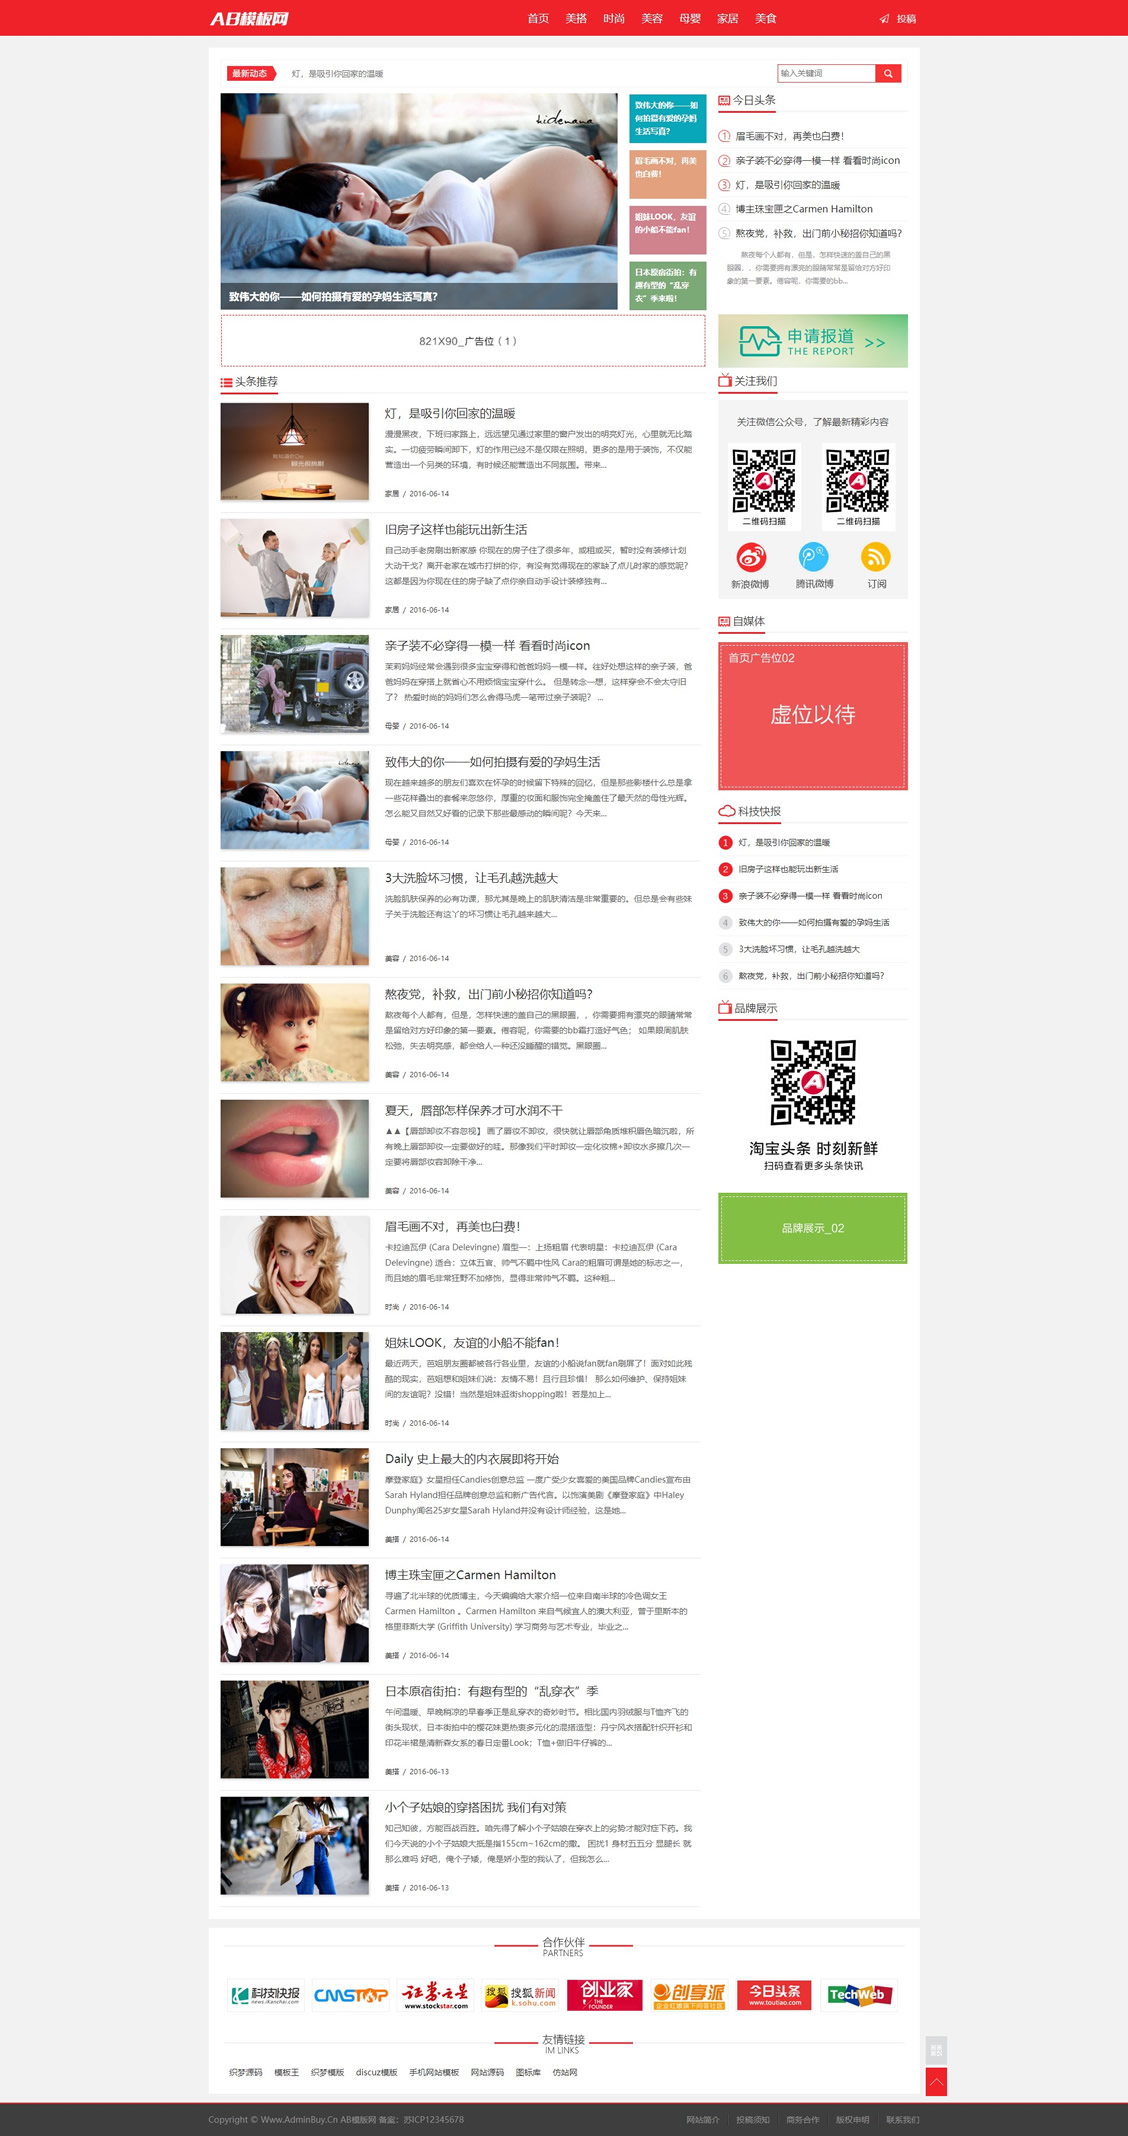 AB模板网
首页 美搭 时尚 美容 母婴 家居 美食
投稿
最新动态 灯，是吸引你回家的温暖
输入关键词
hidenana
致伟大的你——如何拍摄有爱的孕妈生活写真？
致伟大的你——如
何拍摄有爱的孕妈
生活写真？
眉毛画不对，再美
也白费！
姐妹LOOK，友谊
的小船不能fan！
日本原宿街拍：有
趣有型的“乱穿
衣”季来啦！
今日头条
1 眉毛画不对，再美也白费！
2 亲子装不必穿得一模一样 看看时尚icon
3 灯，是吸引你回家的温暖
4 博主珠宝匣之Carmen Hamilton
5 熬夜党，补救，出门前小秘招你知道吗？
熬夜每个人都有，但是，怎样快速的盖自己的黑
眼圈，，你需要拥有漂亮的眼睛常常是留给对方好印
象的第一要素。倦容呢，你需要的bb...
821X90_广告位（1）
申请报道
THE REPORT >>
头条推荐
灯，是吸引你回家的温暖
漫漫黑夜，下班归家路上，远远望见通过家里的窗户发出的明亮灯光，心里就无比踏
实。一切疲劳瞬间卸下，灯的作用已经不是仅限在照明，更多的是用于装饰，不仅能
营造出一个另类的环境，有时候还能营造出不同氛围。带来...
家居 / 2016-06-14
旧房子这样也能玩出新生活
自己动手老房刷出新家感 你现在的房子住了很多年，或租或买，暂时没有装修计划
大动干戈？离开老家在城市打拼的你，有没有觉得现在的家缺了点儿时家的感觉呢？
这都是因为你现在住的房子缺了点你亲自动手设计装修独有...
家居 / 2016-06-14
亲子装不必穿得一模一样 看看时尚icon
茉莉妈妈经常会遇到很多宝宝穿得和爸爸妈妈一模一样。往好处想这样的亲子装，爸
爸妈妈在穿搭上就省心不用烦恼宝宝穿什么。 但是转念一想，这样穿会不会太守旧
了？ 热爱时尚的妈妈们怎么舍得马虎一笔带过亲子装呢？ ...
母婴 / 2016-06-14
致伟大的你——如何拍摄有爱的孕妈生活写真？
现在越来越多的朋友们喜欢在怀孕的时候留下特殊的回忆，但是那些影楼什么总是拿
一些花样叠出的套餐来忽悠你，厚重的妆面和服饰完全掩盖住了最天然的母性光辉。
怎么能又自然又好看的记录下那些最感动的瞬间呢？今天来...
母婴 / 2016-06-14
3大洗脸坏习惯，让毛孔越洗越大
洗脸肌肤保养的必有功课，那尤其是晚上的肌肤清洁是非常重要的。但总是会有些妹
子关于洗脸还有这丫的坏习惯让毛孔越来越大...
美容 / 2016-06-14
熬夜党，补救，出门前小秘招你知道吗？
熬夜每个人都有，但是，怎样快速的盖自己的黑眼圈，，你需要拥有漂亮的眼睛常常
是留给对方好印象的第一要素。倦容呢，你需要的bb霜打造好气色； 如果眼周肌肤
松弛，失去明亮感，都会给人一种还没睡醒的错觉。黑眼圈...
美容 / 2016-06-14
夏天，唇部怎样保养才可水润不干
▲▲【唇部卸妆不容忽视】 画了唇妆不卸妆，很快就让唇部角质堆积唇色暗沉啦，所
有晚上唇部卸妆一定要做好的哇。那像我们平时卸妆一定化妆棉+卸妆水多擦几次一
定要将唇部妆容卸除干净...
美容 / 2016-06-14
眉毛画不对，再美也白费！
卡拉迪瓦伊 (Cara Delevingne) 眉型一：上扬粗眉 代表明星：卡拉迪瓦伊 (Cara
Delevingne) 适合：立体五官、帅气不羁中性风 Cara的粗眉可谓是她的标志之一，
而且她的眉毛非常狂野不加修饰，显得非常帅气不羁。这种粗...
时尚 / 2016-06-14
姐妹LOOK，友谊的小船不能fan！
最近两天，芭姐朋友圈都被各行各业里，友谊的小船说fan就fan刷屏了！面对如此残
酷的现实，芭姐想和姐妹们说：友情不易！且行且珍惜！ 那么如何维护、保持姐妹
间的友谊呢？没错！当然是姐妹逛街shopping啦！若是加上...
时尚 / 2016-06-14
Daily 史上最大的内衣展即将开始
摩登家庭》女星担任Candies创意总监 一度广受少女喜爱的美国品牌Candies宣布由
Sarah Hyland担任品牌创意总监和新广告代言。以饰演美剧《摩登家庭》中Haley
Dunphy闻名25岁女星Sarah Hyland并没有设计师经验，这是她...
美搭 / 2016-06-14
博主珠宝匣之Carmen Hamilton
寻遍了北半球的优质博主，今天编编给大家介绍一位来自南半球的冷色调女王
Carmen Hamilton 。Carmen Hamilton 来自气候宜人的澳大利亚，曾于里斯本的
格里菲斯大学 (Griffith University) 学习商务与艺术专业，毕业之...
美搭 / 2016-06-14
日本原宿街拍：有趣有型的“乱穿衣”季
午间温暖，早晚稍凉的早春季正是乱穿衣的奇妙时节。相比国内羽绒服与T恤齐飞的
街头现状，日本街拍中的樱花妹更热衷多元化的混搭造型：丹宁风衣搭配针织开衫和
印花半裙是清新森女系的春日定番Look；T恤+做旧牛仔裤的...
美搭 / 2016-06-13
小个子姑娘的穿搭困扰 我们有对策
知己知彼，方能百战百胜。咱先得了解小个子姑娘在穿衣上的劣势才能对症下药。我
们今天说的小个子姑娘大抵是指155cm~162cm的撒。 困扰1 身材五五分 显腿长 就
那么难吗 好吧，俺个子矮，俺是娇小型的我认了，但我怎么...
美搭 / 2016-06-13
关注我们
关注微信公众号，了解最新精彩内容
二维码扫描 二维码扫描
新浪微博 腾讯微博 订阅
自媒体
首页广告位02
虚位以待
科技快报
1 灯，是吸引你回家的温暖
2 旧房子这样也能玩出新生活
3 亲子装不必穿得一模一样 看看时尚icon
4 致伟大的你——如何拍摄有爱的孕妈生活
5 3大洗脸坏习惯，让毛孔越洗越大
6 熬夜党，补救，出门前小秘招你知道吗？
品牌展示
淘宝头条 时刻新鲜
扫码查看更多头条快讯
品牌展示_02
合作伙伴
PARTNERS
科技快报 CMSTOP 证券之星 www.stockstar.com 搜狐 搜狐新闻 k.sohu.com 创业家 THE FOUNDER 创享派 今日头条 www.toutiao.com TechWeb
友情链接
IM LINKS
织梦源码 模板王 织梦模版 discuz模版 手机网站模板 网站源码 图标库 仿站网
Copyright © Www.AdminBuy.Cn AB模版网 备案：苏ICP12345678
网站简介 投稿须知 商务合作 版权申明 联系我们